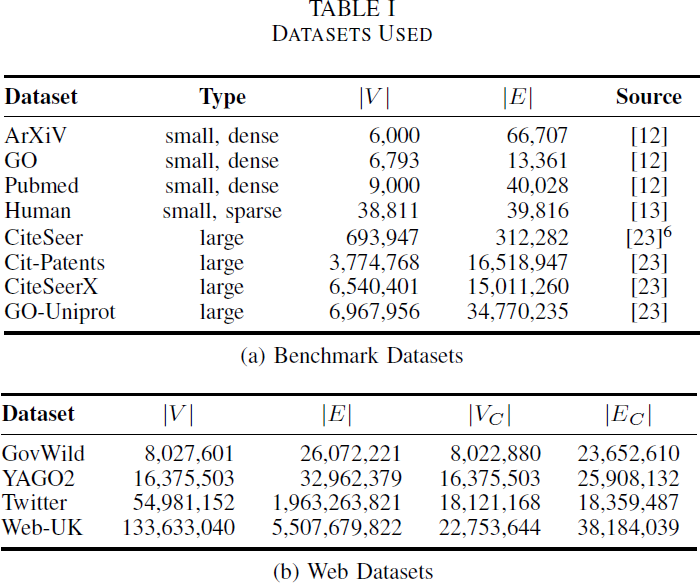 TABLE I
DATASETS USED
Dataset Type |V| |E| Source
ArXiV small, dense 6,000 66,707 [12]
GO small, dense 6,793 13,361 [12]
Pubmed small, dense 9,000 40,028 [12]
Human small, sparse 38,811 39,816 [13]
CiteSeer large 693,947 312,282 [23]⁶
Cit-Patents large 3,774,768 16,518,947 [23]
CiteSeerX large 6,540,401 15,011,260 [23]
GO-Uniprot large 6,967,956 34,770,235 [23]
(a) Benchmark Datasets
Dataset |V| |E| |V_C| |E_C|
GovWild 8,027,601 26,072,221 8,022,880 23,652,610
YAGO2 16,375,503 32,962,379 16,375,503 25,908,132
Twitter 54,981,152 1,963,263,821 18,121,168 18,359,487
Web-UK 133,633,040 5,507,679,822 22,753,644 38,184,039
(b) Web Datasets